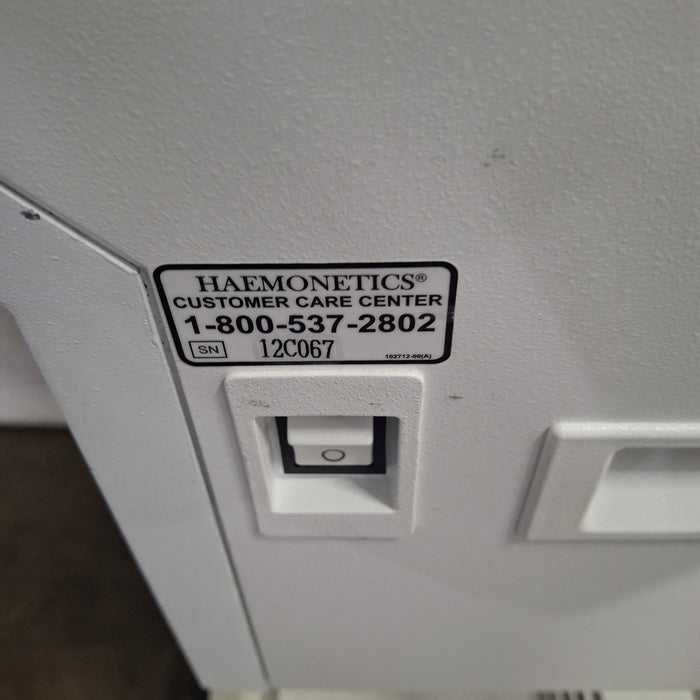 HAEMONETICS®
CUSTOMER CARE CENTER
1-800-537-2802
SN 12C067
102712-00(A)